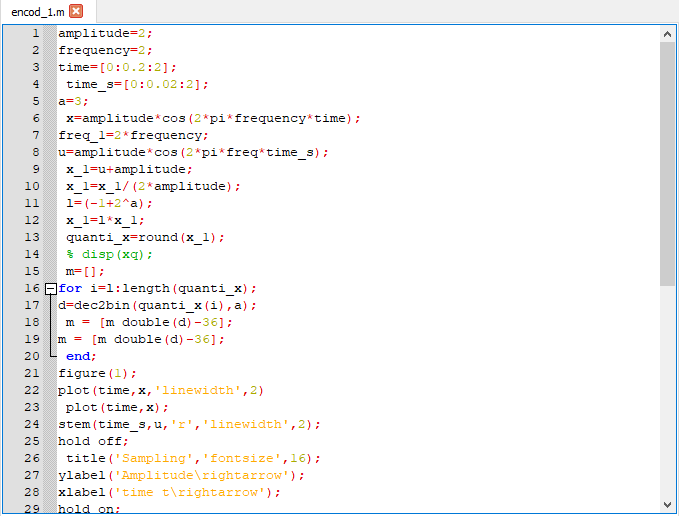 encod_1.m
1 amplitude=2;
2 frequency=2;
3 time=[0:0.2:2];
4 time_s=[0:0.02:2];
5 a=3;
6 x=amplitude*cos(2*pi*frequency*time);
7 freq_1=2*frequency;
8 u=amplitude*cos(2*pi*freq*time_s);
9 x_1=u+amplitude;
10 x_1=x_1/(2*amplitude);
11 l=(-1+2^a);
12 x_1=l*x_1;
13 quanti_x=round(x_1);
14 % disp(xq);
15 m=[];
16 for i=1:length(quanti_x);
17 d=dec2bin(quanti_x(i),a);
18 m = [m double(d)-36];
19 m = [m double(d)-36];
20 end;
21 figure(1);
22 plot(time,x,'linewidth',2)
23 plot(time,x);
24 stem(time_s,u,'r','linewidth',2);
25 hold off;
26 title('Sampling','fontsize',16);
27 ylabel('Amplitude\rightarrow');
28 xlabel('time t\rightarrow');
29 hold on;